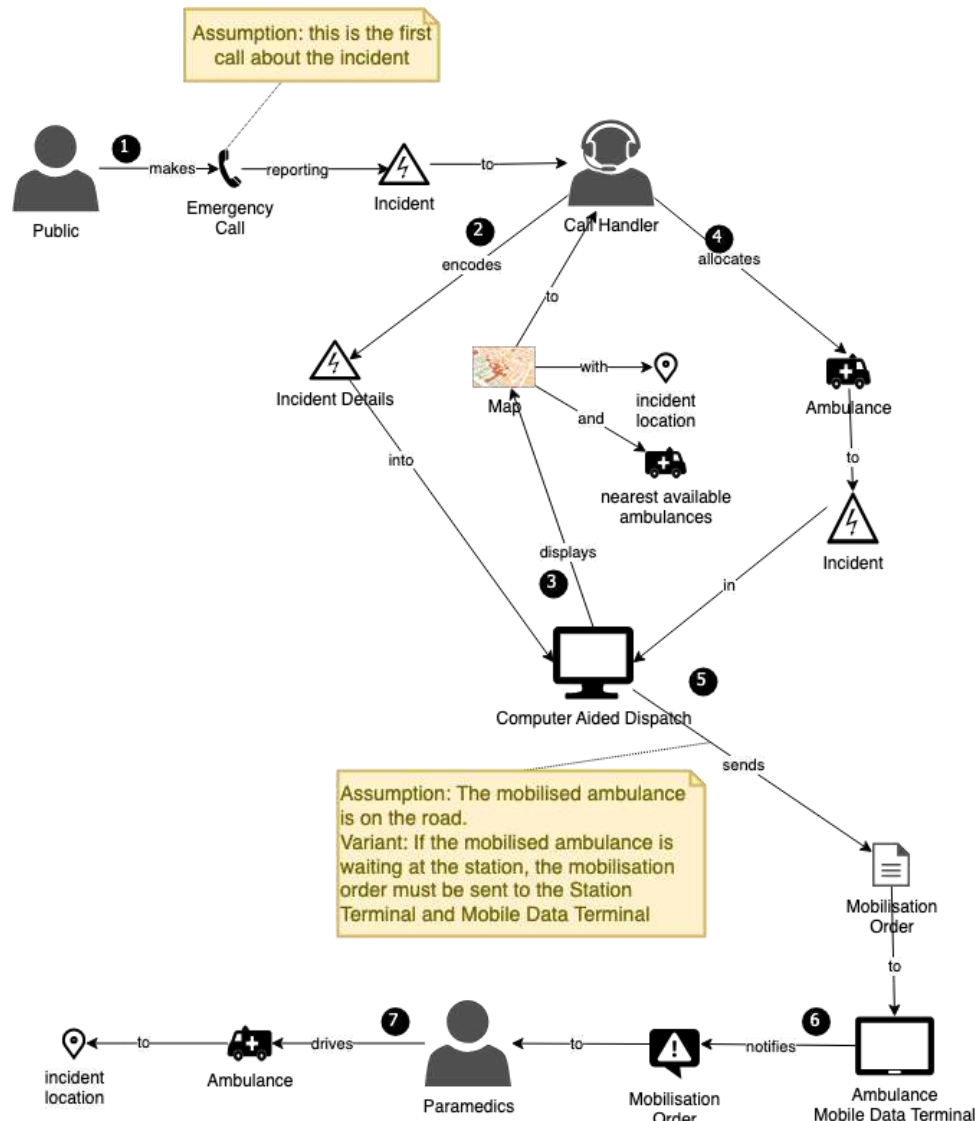 Assumption: this is the first
call about the incident
1
makes
reporting
to
Public
Emergency
Call
Incident
Call Handler
2
encodes
4
allocates
to
Incident Details
Map
with
incident
location
and
nearest available
ambulances
Ambulance
into
to
displays
3
Incident
in
Computer Aided Dispatch
5
sends
Assumption: The mobilised ambulance
is on the road.
Variant: If the mobilised ambulance is
waiting at the station, the mobilisation
order must be sent to the Station
Terminal and Mobile Data Terminal
Mobilisation
Order
to
6
notifies
Ambulance
Mobile Data Terminal
to
Mobilisation
Order
7
drives
Paramedics
to
Ambulance
incident
location